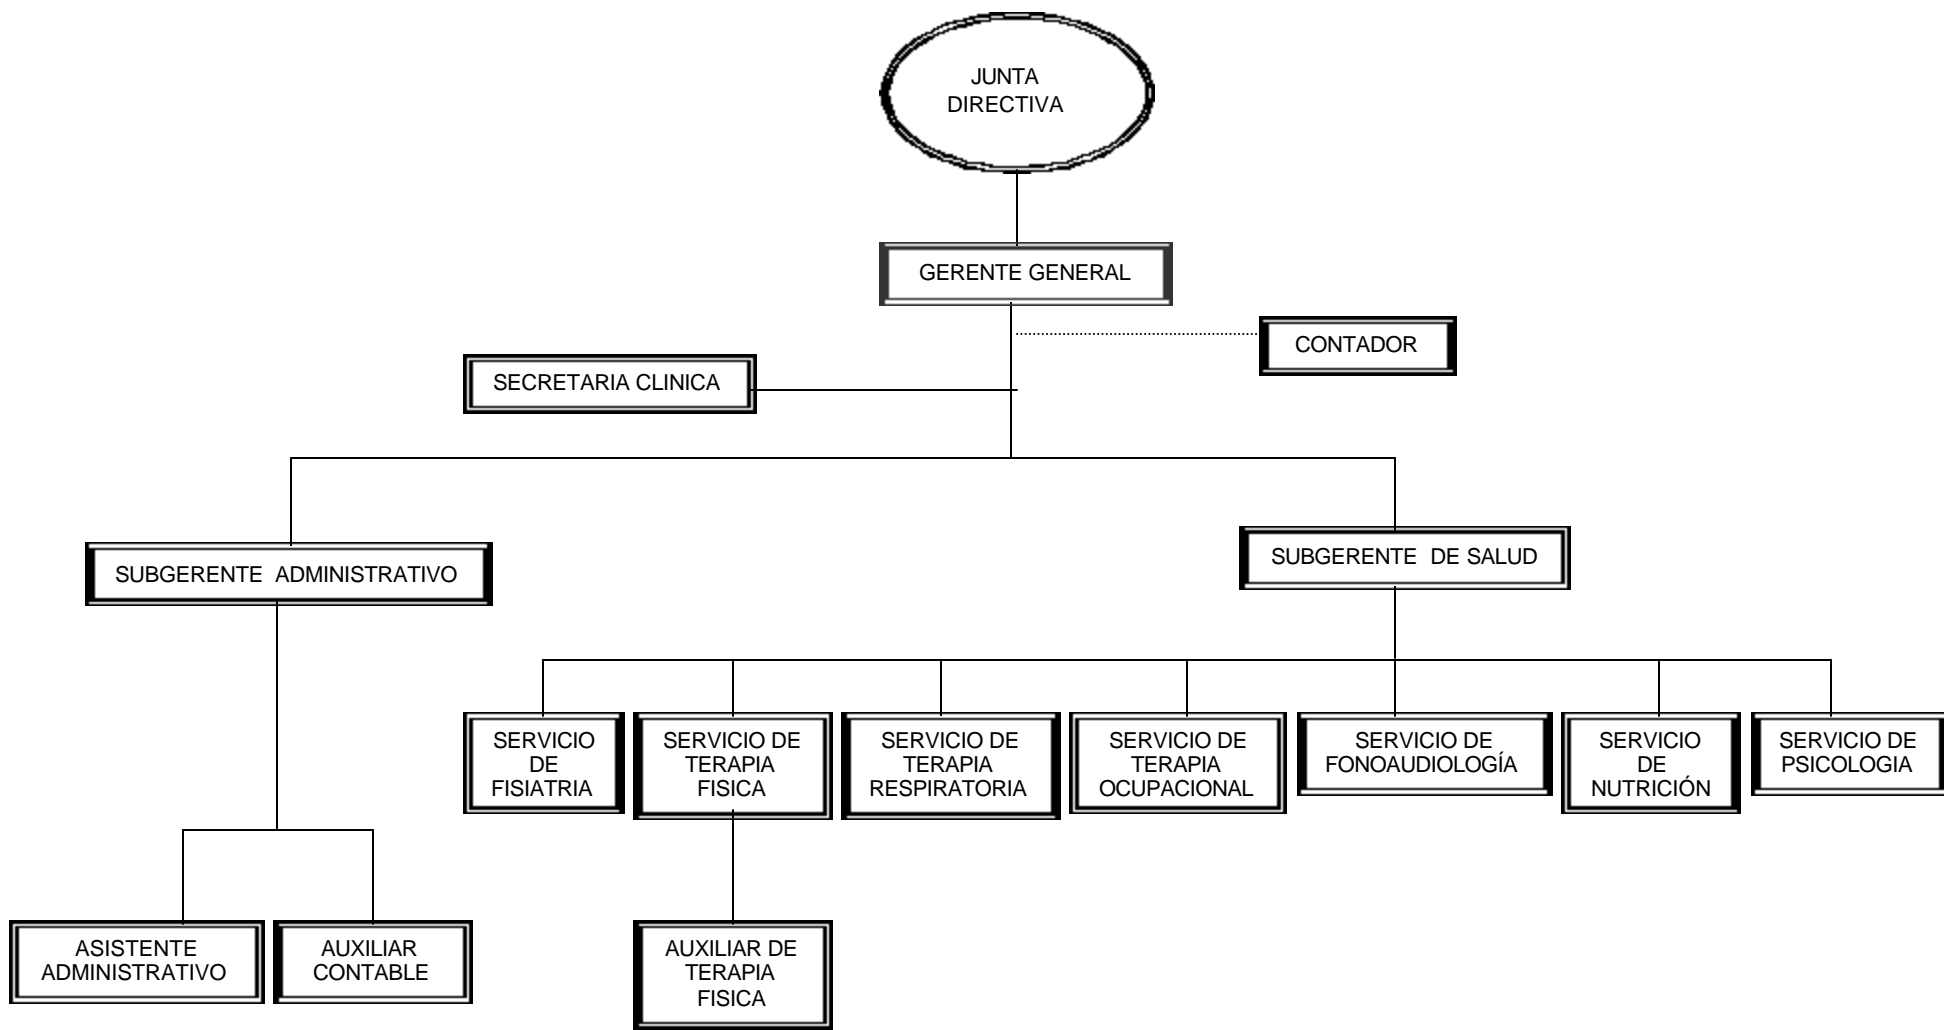 JUNTA
DIRECTIVA
GERENTE GENERAL
CONTADOR
SECRETARIA CLINICA
SUBGERENTE ADMINISTRATIVO
SUBGERENTE DE SALUD
SERVICIO
DE
FISIATRIA
SERVICIO DE
TERAPIA
FISICA
SERVICIO DE
TERAPIA
RESPIRATORIA
SERVICIO DE
TERAPIA
OCUPACIONAL
SERVICIO DE
FONOAUDIOLOGÍA
SERVICIO
DE
NUTRICIÓN
SERVICIO DE
PSICOLOGIA
ASISTENTE
ADMINISTRATIVO
AUXILIAR
CONTABLE
AUXILIAR DE
TERAPIA
FISICA